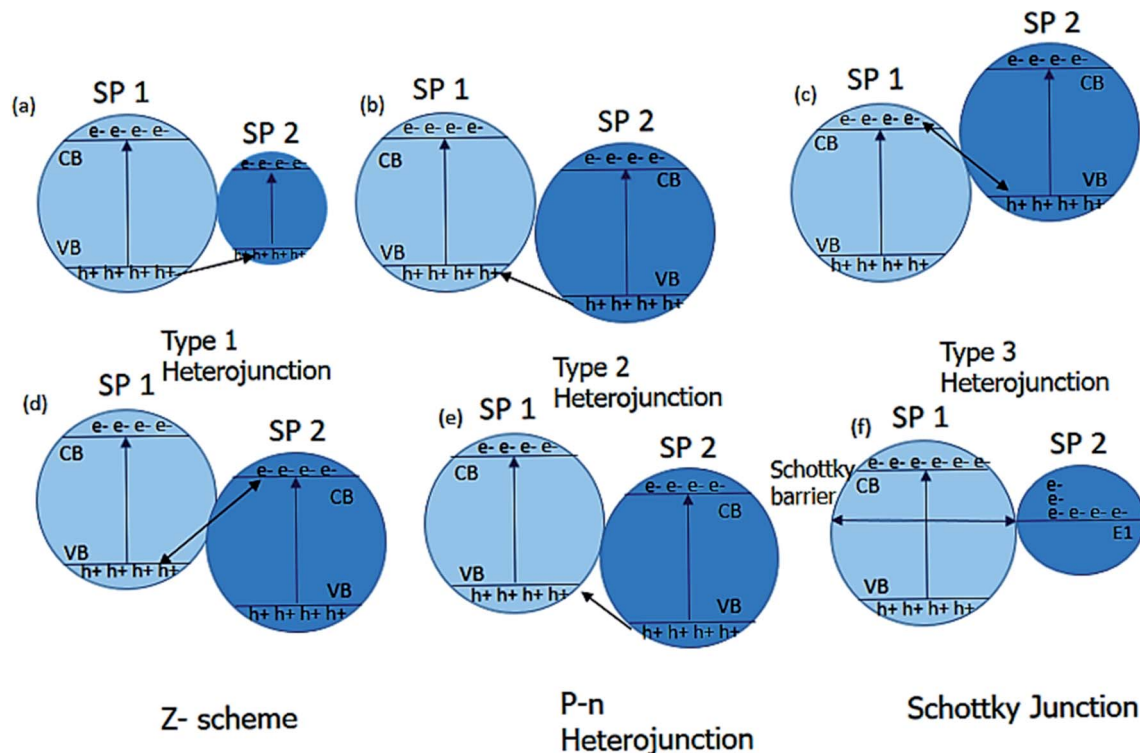 (a)
SP 1
e- e- e- e-
CB
VB
h+ h+ h+ h+
SP 2
e- e- e- e-
h+ h+ h+ h+
Type 1
Heterojunction
(b)
SP 1
e- e- e- e-
CB
VB
h+ h+ h+ h+
SP 2
e- e- e- e-
CB
VB
h+ h+ h+ h+
Type 2
Heterojunction
(c)
SP 1
e- e- e- e-
CB
VB
h+ h+ h+ h+
SP 2
e- e- e- e-
CB
VB
h+ h+ h+ h+
Type 3
Heterojunction
(d)
SP 1
e- e- e- e-
CB
VB
h+ h+ h+ h+
SP 2
e- e- e- e-
CB
VB
h+ h+ h+ h+
Z- scheme
(e)
SP 1
e- e- e- e-
CB
VB
h+ h+ h+ h+
SP 2
e- e- e- e-
CB
VB
h+ h+ h+ h+
P-n
Heterojunction
(f)
SP 1
Schottky
barrier
e- e- e- e- e- e-
CB
VB
h+ h+ h+ h+
SP 2
e-
e-
e- e- e- e-
E1
Schottky Junction